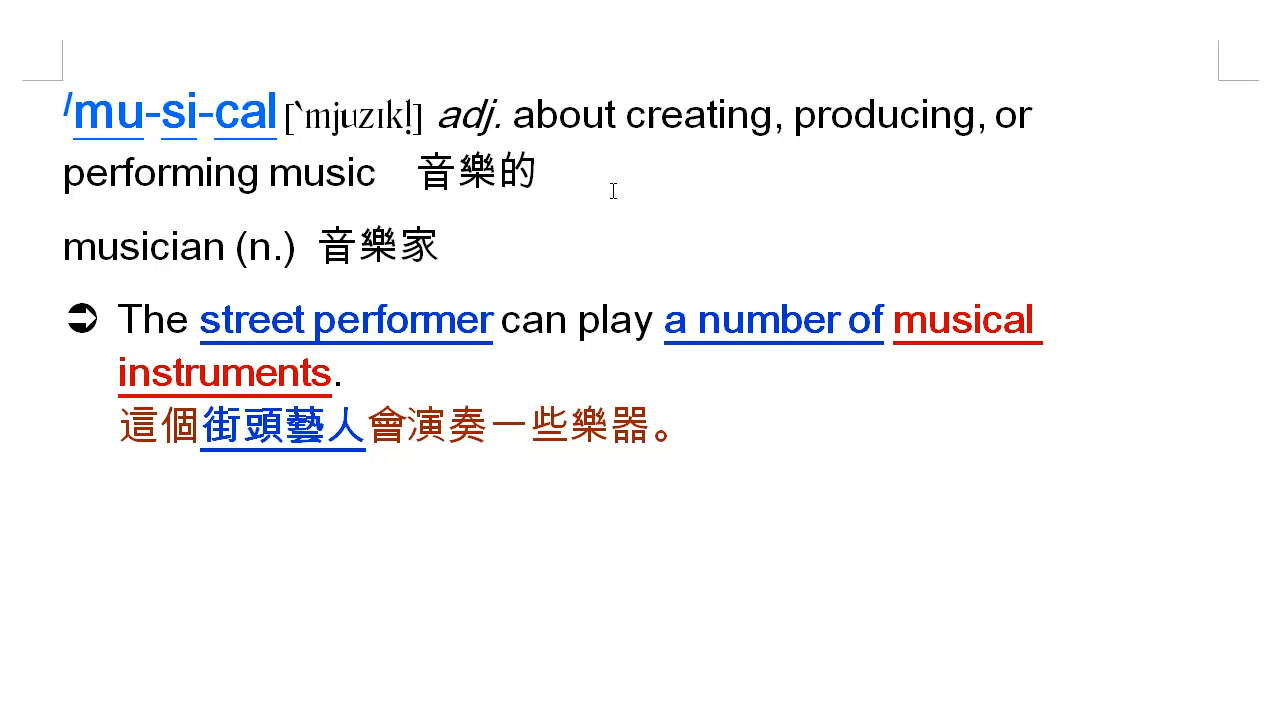 /mu-si-cal [ˋmjuzɪkḷ] adj. about creating, producing, or
performing music 音樂的
musician (n.) 音樂家
➲ The street performer can play a number of musical
instruments.
這個街頭藝人會演奏一些樂器。